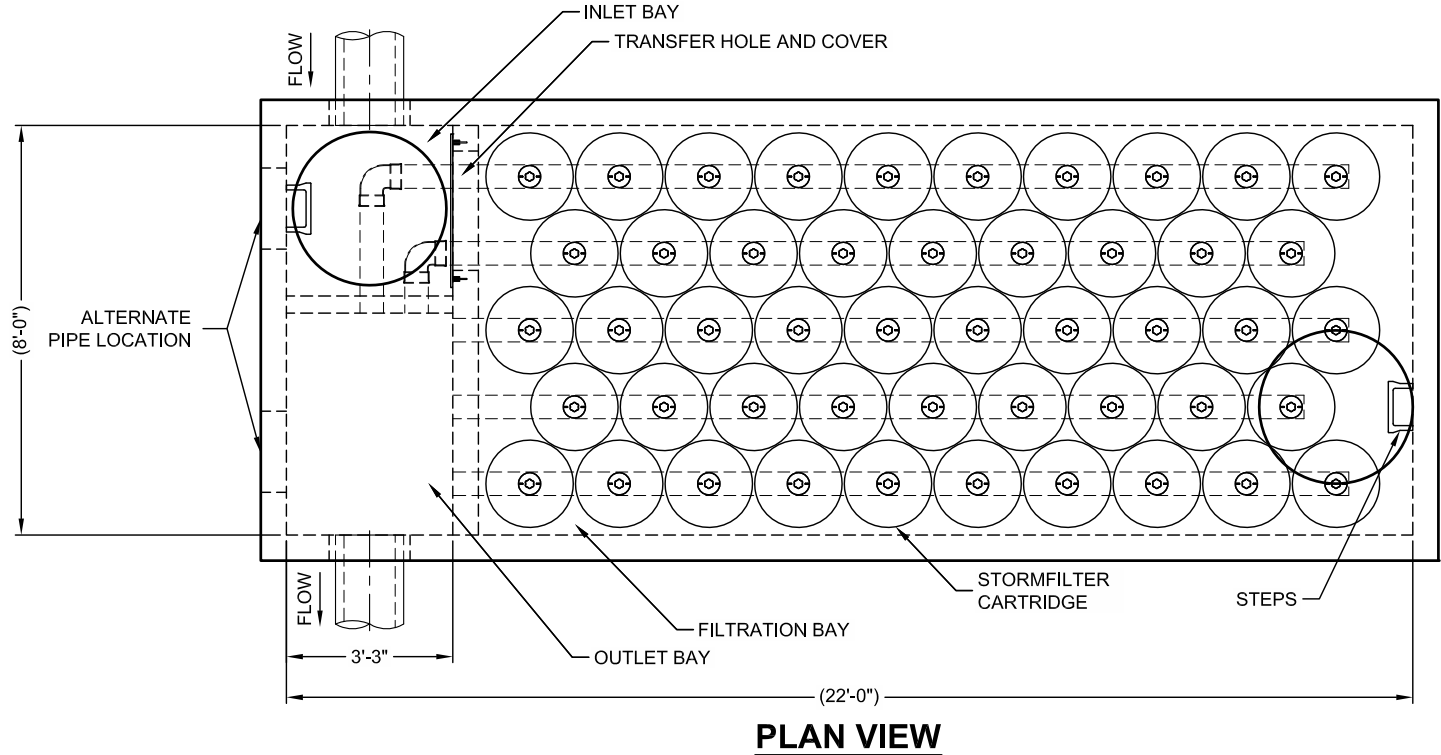 INLET BAY
TRANSFER HOLE AND COVER
FLOW
(8'-0")
ALTERNATE
PIPE LOCATION
STORMFILTER
CARTRIDGE
STEPS
FLOW
FILTRATION BAY
3'-3"
OUTLET BAY
(22'-0")
PLAN VIEW